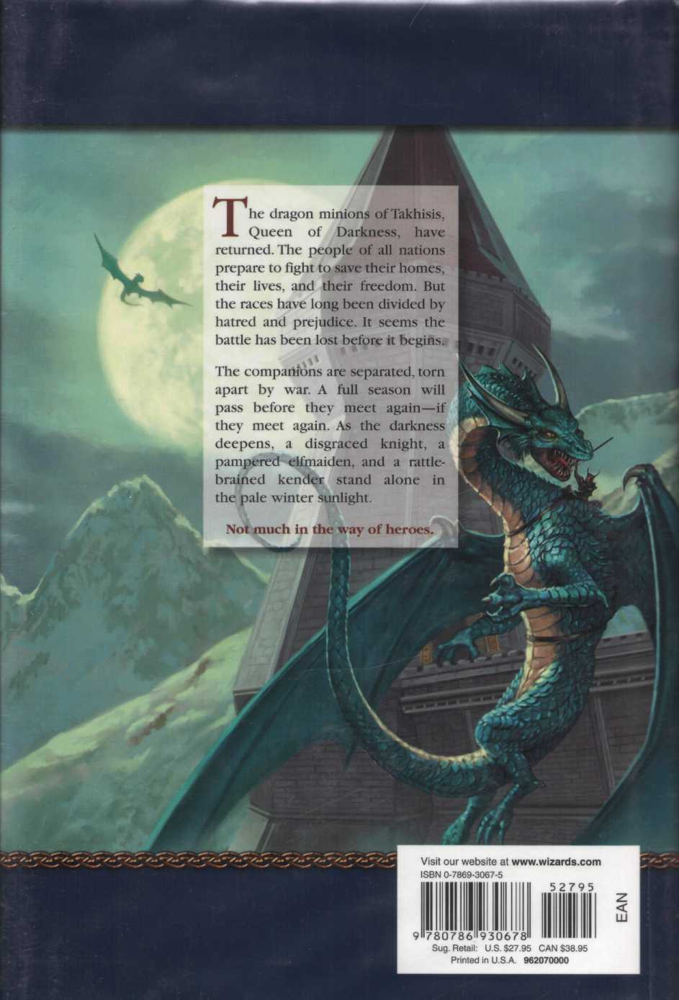 The dragon minions of Takhisis,
Queen of Darkness, have
returned. The people of all nations
prepare to fight to save their homes,
their lives, and their freedom. But
the races have long been divided by
hatred and prejudice. It seems the
battle has been lost before it begins.
The companions are separated, torn
apart by war. A full season will
pass before they meet again—if
they meet again. As the darkness
deepens, a disgraced knight, a
pampered elfmaiden, and a rattle-
brained kender stand alone in
the pale winter sunlight.
Not much in the way of heroes.
Visit our website at www.wizards.com
ISBN 0-7869-3067-5
52795
EAN
9 780786 930678
Sug. Retail: U.S. $27.95 CAN $38.95
Printed in U.S.A. 962070000